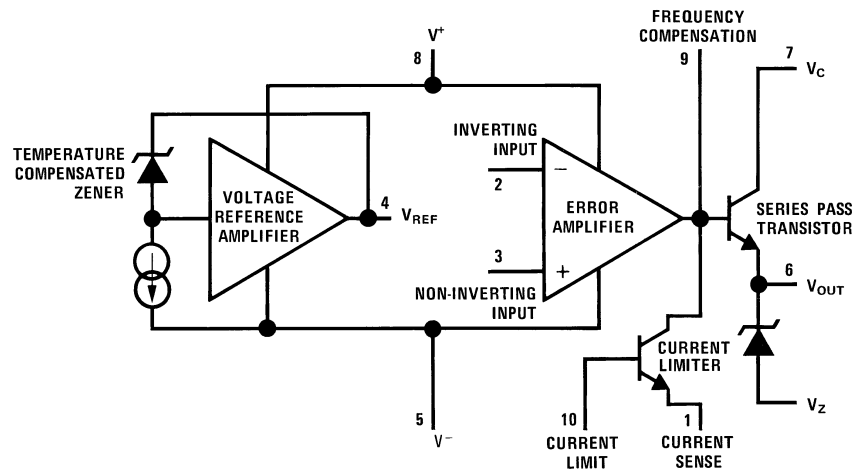 FREQUENCY
COMPENSATION
9
V+
8
7
VC
TEMPERATURE
COMPENSATED
ZENER
VOLTAGE
REFERENCE
AMPLIFIER
4
VREF
INVERTING
INPUT
2
−
ERROR
AMPLIFIER
3
+
NON-INVERTING
INPUT
SERIES PASS
TRANSISTOR
6
VOUT
CURRENT
LIMITER
VZ
5
V−
10
CURRENT
LIMIT
1
CURRENT
SENSE